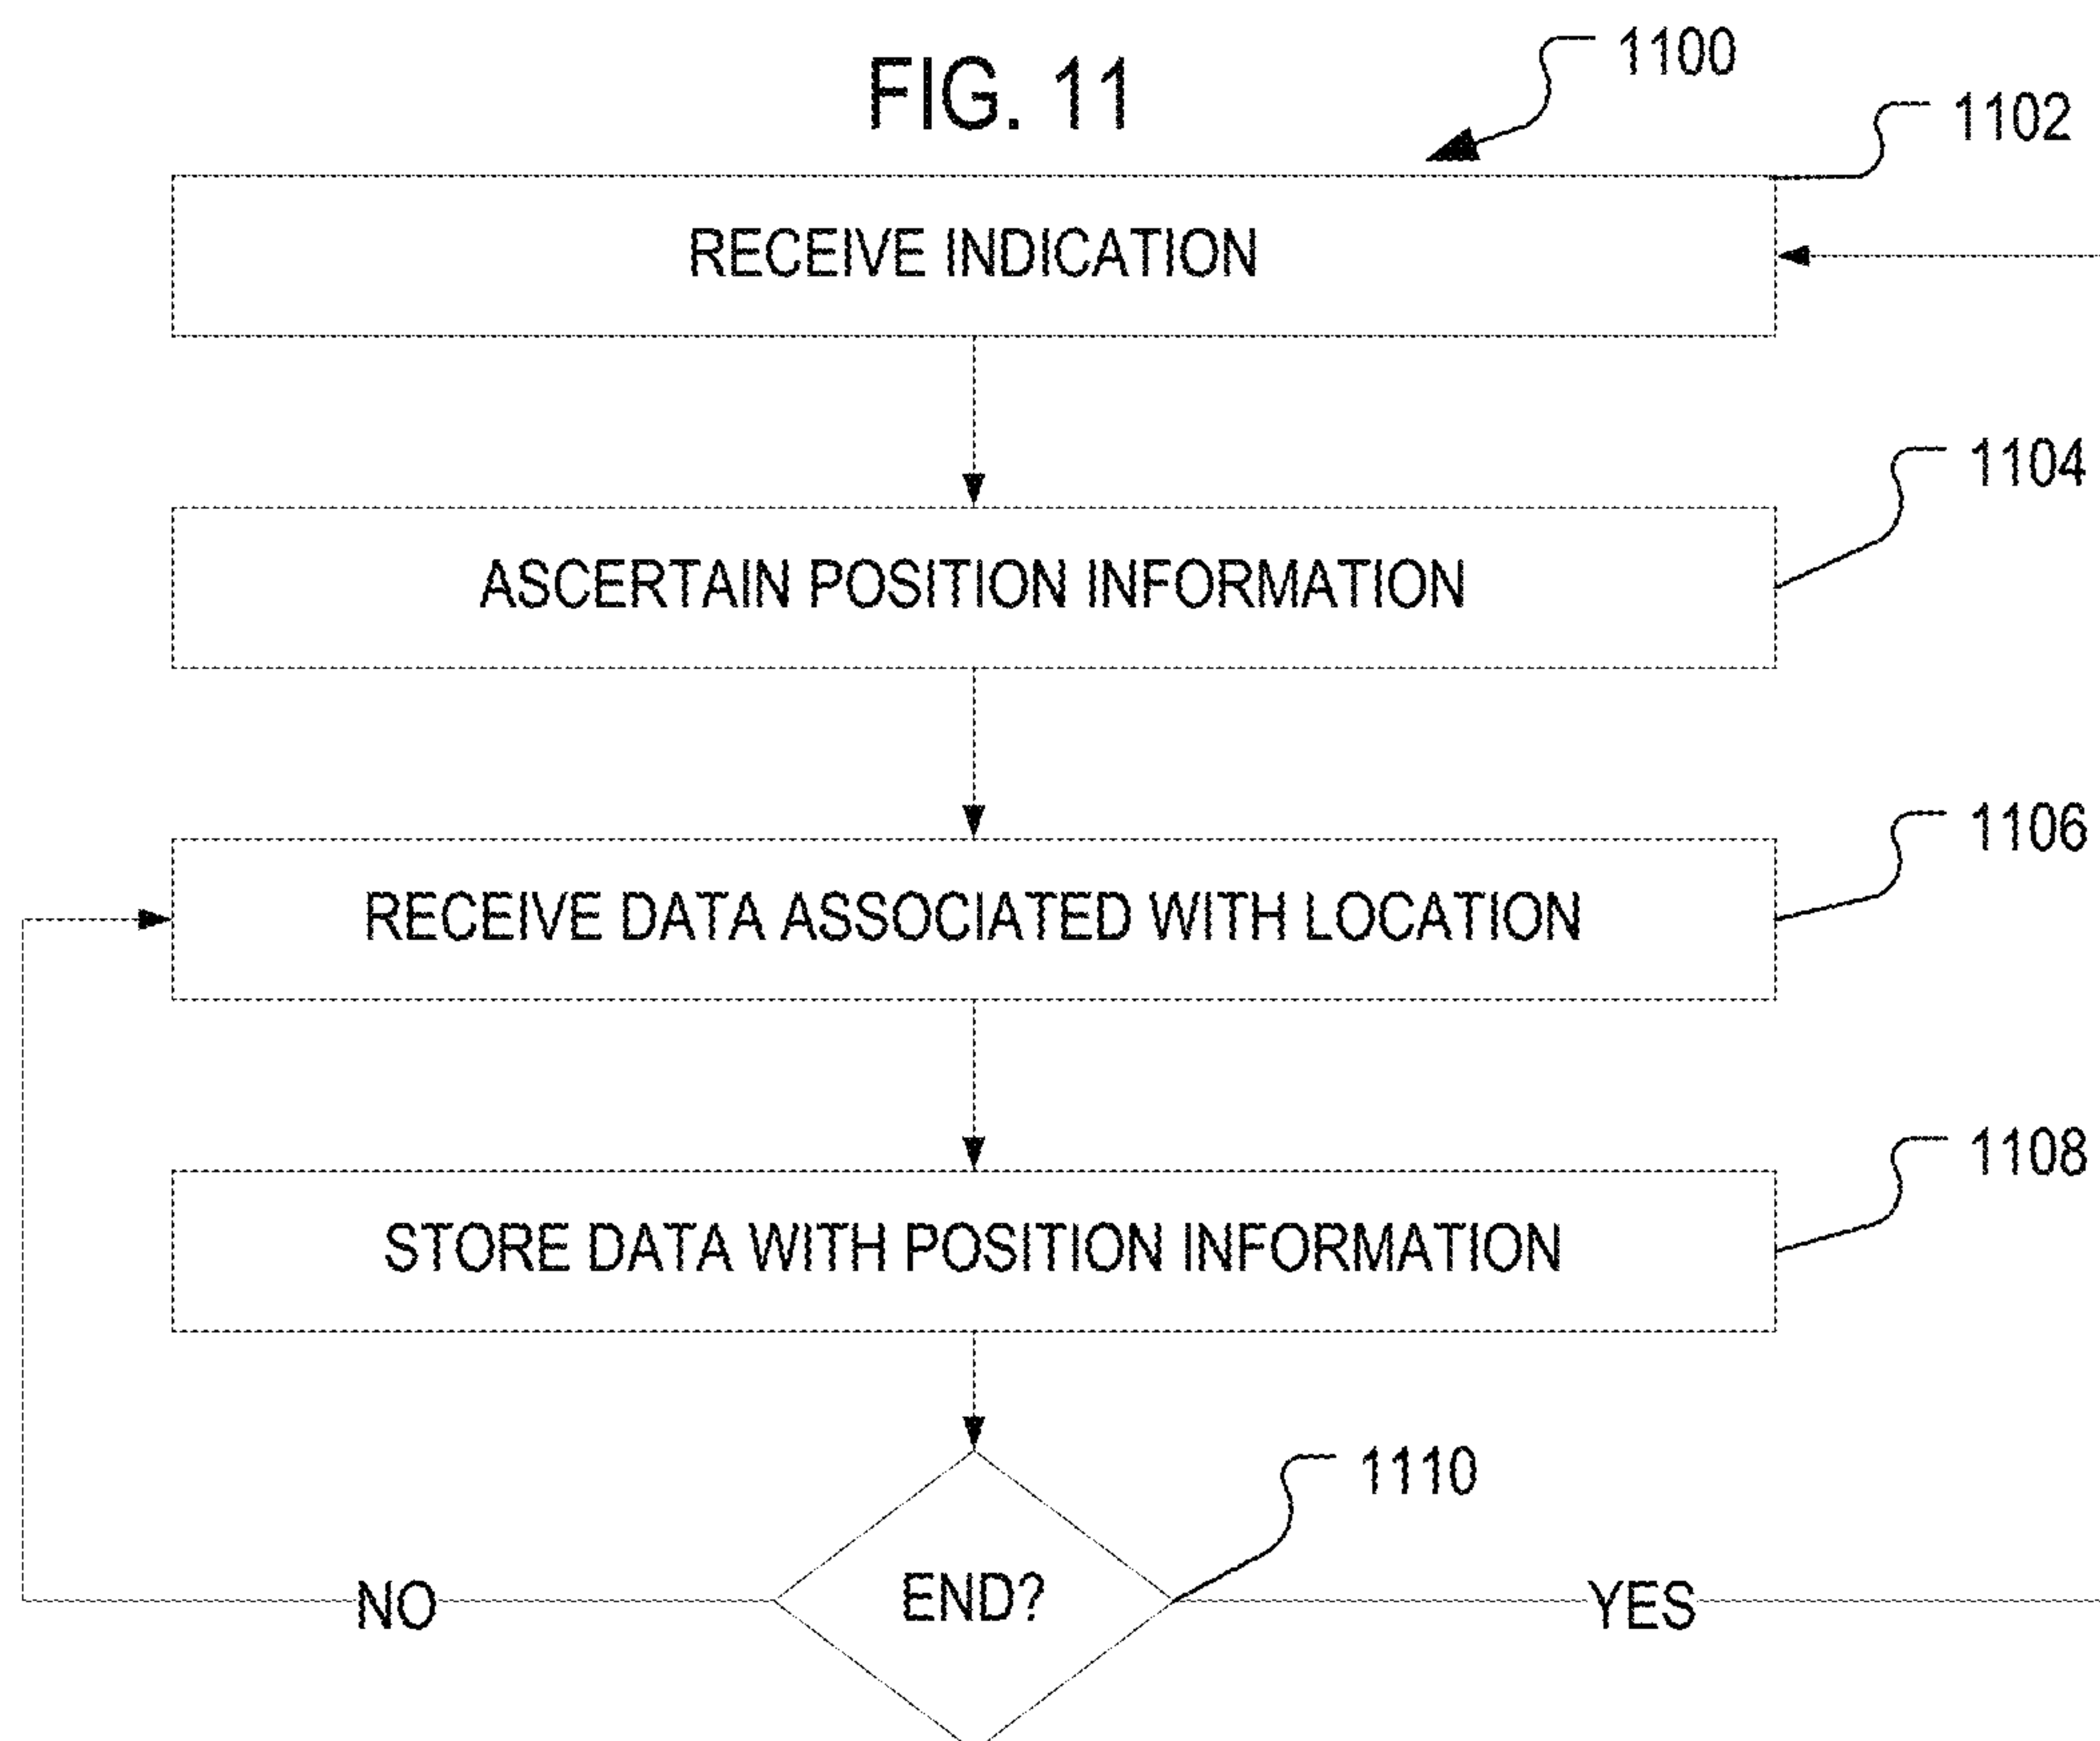 FIG. 11
1100
1102
RECEIVE INDICATION
1104
ASCERTAIN POSITION INFORMATION
1106
RECEIVE DATA ASSOCIATED WITH LOCATION
1108
STORE DATA WITH POSITION INFORMATION
1110
NO
END?
YES